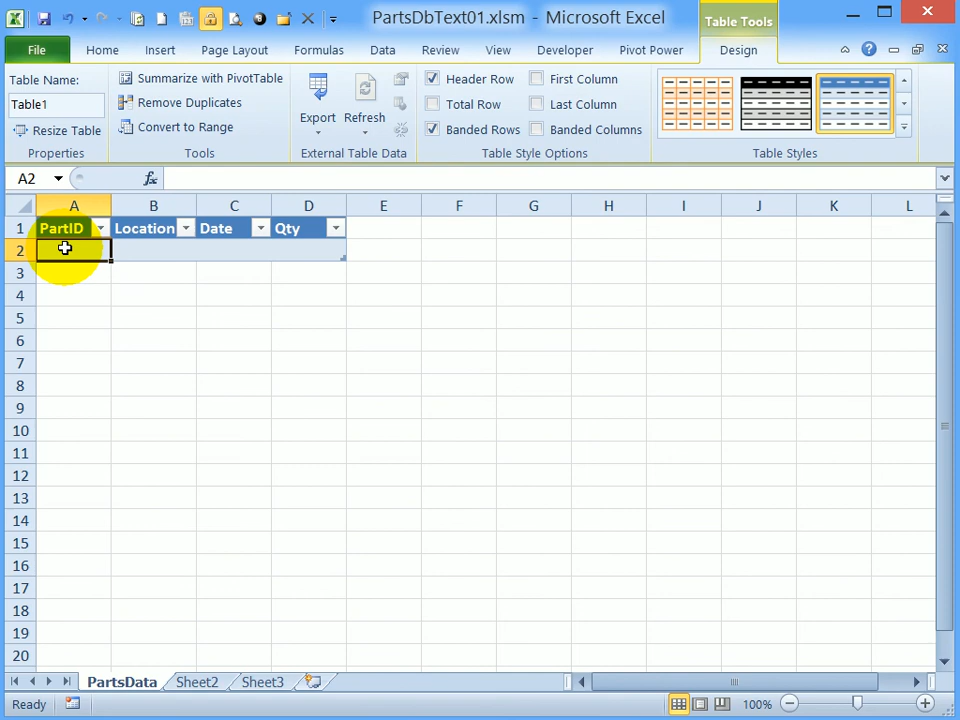 PartsDbText01.xlsm - Microsoft Excel
Table Tools
File Home Insert Page Layout Formulas Data Review View Developer Pivot Power Design
Table Name:
Table1
Resize Table
Properties
Summarize with PivotTable
Remove Duplicates
Convert to Range
Tools
Export Refresh
External Table Data
Header Row First Column
Total Row Last Column
Banded Rows Banded Columns
Table Style Options
Table Styles
A2
A B C D E F G H I J K L
1 PartID Location Date Qty
2
3
4
5
6
7
8
9
10
11
12
13
14
15
16
17
18
19
20
PartsData Sheet2 Sheet3
Ready 100%